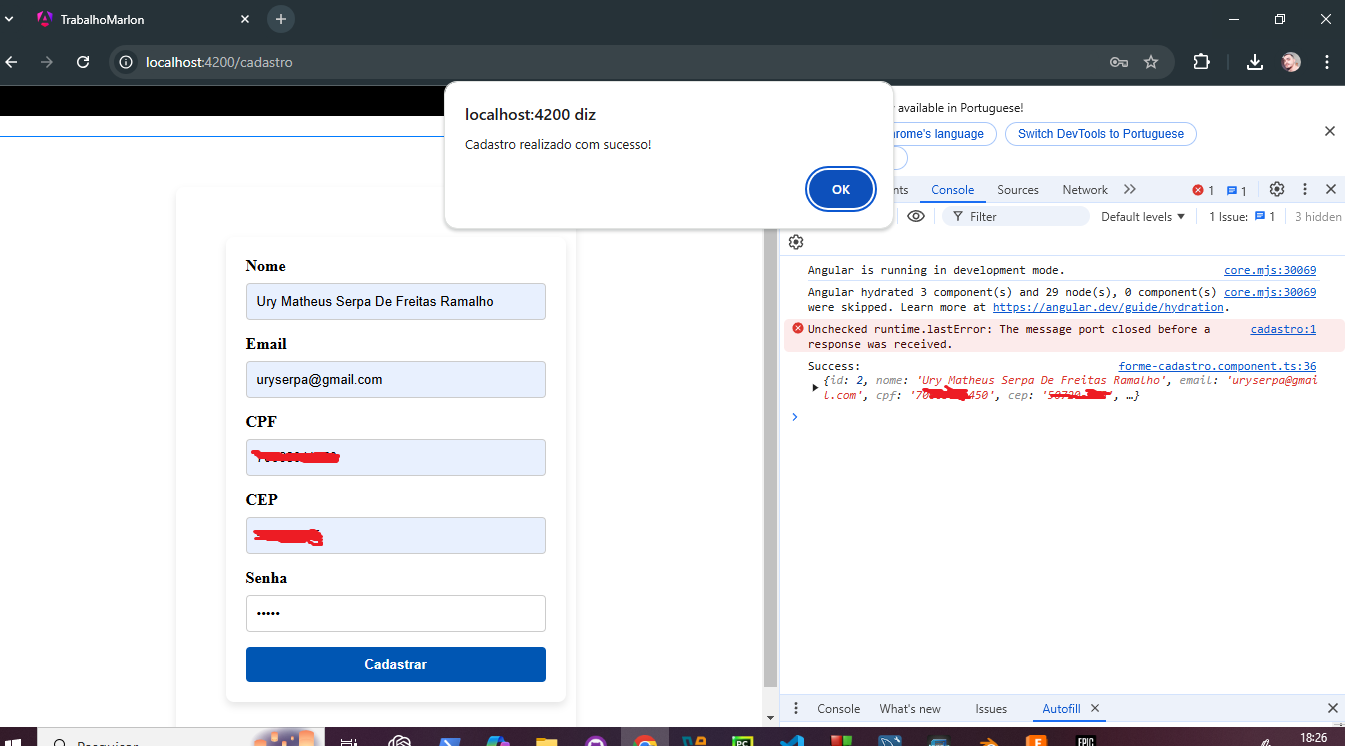 TrabalhoMarlon
localhost:4200/cadastro
localhost:4200 diz
Cadastro realizado com sucesso!
OK
available in Portuguese!
hrome's language
Switch DevTools to Portuguese
nts
Console
Sources
Network
1
1
Filter
Default levels
1 Issue:
1
3 hidden
Nome
Ury Matheus Serpa De Freitas Ramalho
Email
uryserpa@gmail.com
CPF
CEP
Senha
•••••
Cadastrar
Angular is running in development mode.
core.mjs:30069
Angular hydrated 3 component(s) and 29 node(s), 0 component(s)
core.mjs:30069
were skipped. Learn more at https://angular.dev/guide/hydration.
Unchecked runtime.lastError: The message port closed before a
cadastro:1
response was received.
Success:
forme-cadastro.component.ts:36
{id: 2, nome: 'Ury Matheus Serpa De Freitas Ramalho', email: 'uryserpa@gmai
l.com', cpf: ' 450', cep: ' ', …}
Console
What's new
Issues
Autofill
Pesquisar
PC
EPIC
18:26